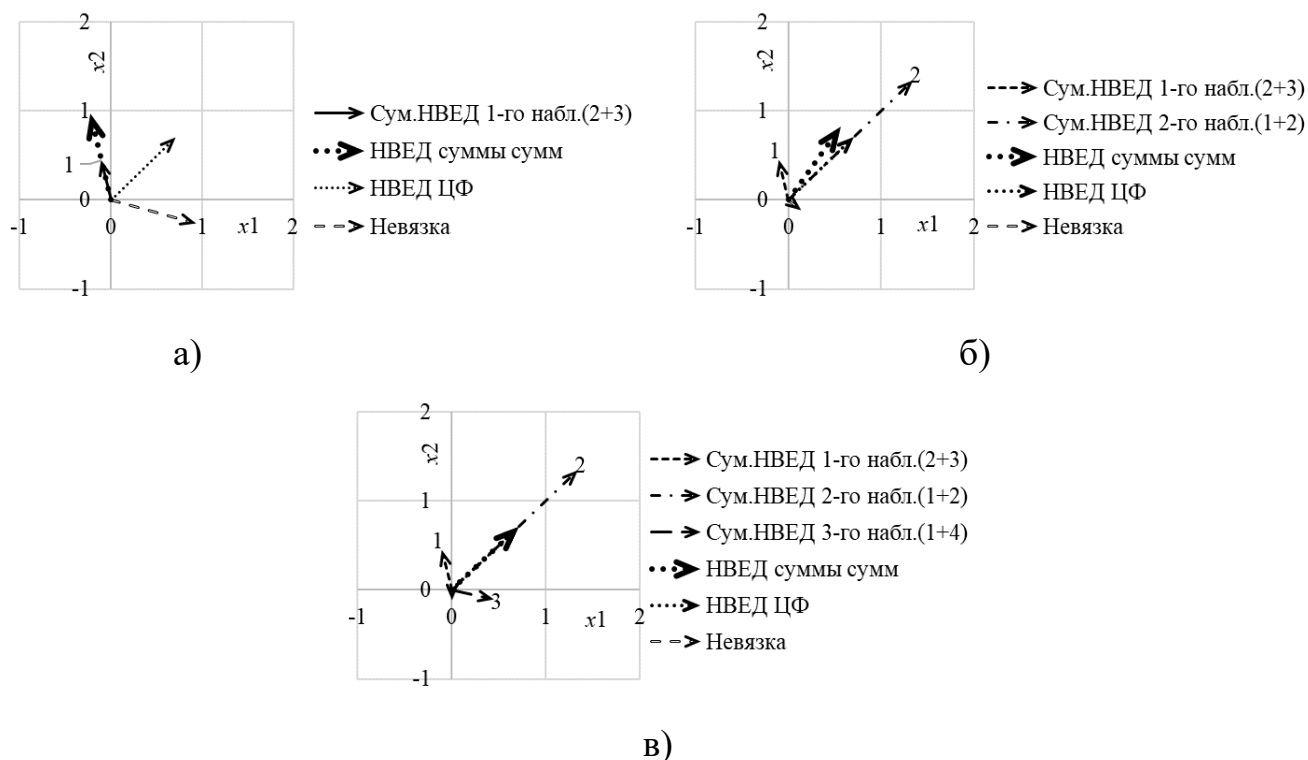 2
x2
1
1
0
-1
0
1
x1
2
-1
Сум.НВЕД 1-го набл.(2+3)
НВЕД суммы сумм
НВЕД ЦФ
Невязка
а)
2
x2
2
1
1
0
-1
0
1
x1
2
-1
Сум.НВЕД 1-го набл.(2+3)
Сум.НВЕД 2-го набл.(1+2)
НВЕД суммы сумм
НВЕД ЦФ
Невязка
б)
2
x2
2
1
1
0
3
-1
0
1
x1
2
-1
Сум.НВЕД 1-го набл.(2+3)
Сум.НВЕД 2-го набл.(1+2)
Сум.НВЕД 3-го набл.(1+4)
НВЕД суммы сумм
НВЕД ЦФ
Невязка
в)